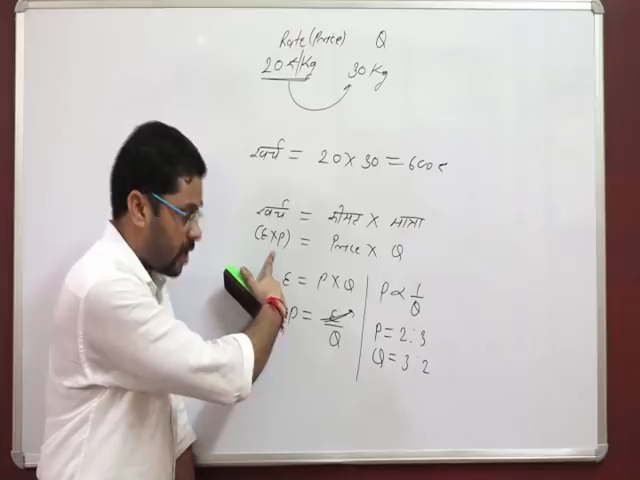 Rate (Price) Q
20 ₹/Kg 30 Kg
खर्च = 20 × 30 = 600 ₹
खर्च = कीमत × मात्रा
(EXP) = Price × Q
E = P × Q
P = E/Q
P ∝ 1/Q
P = 2 : 3
Q = 3 : 2